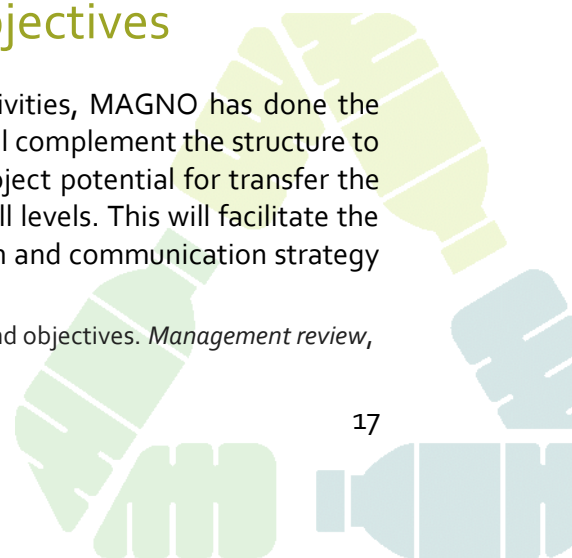 jectives
ivities, MAGNO has done the
l complement the structure to
oject potential for transfer the
ll levels. This will facilitate the
n and communication strategy
nd objectives. Management review,
17